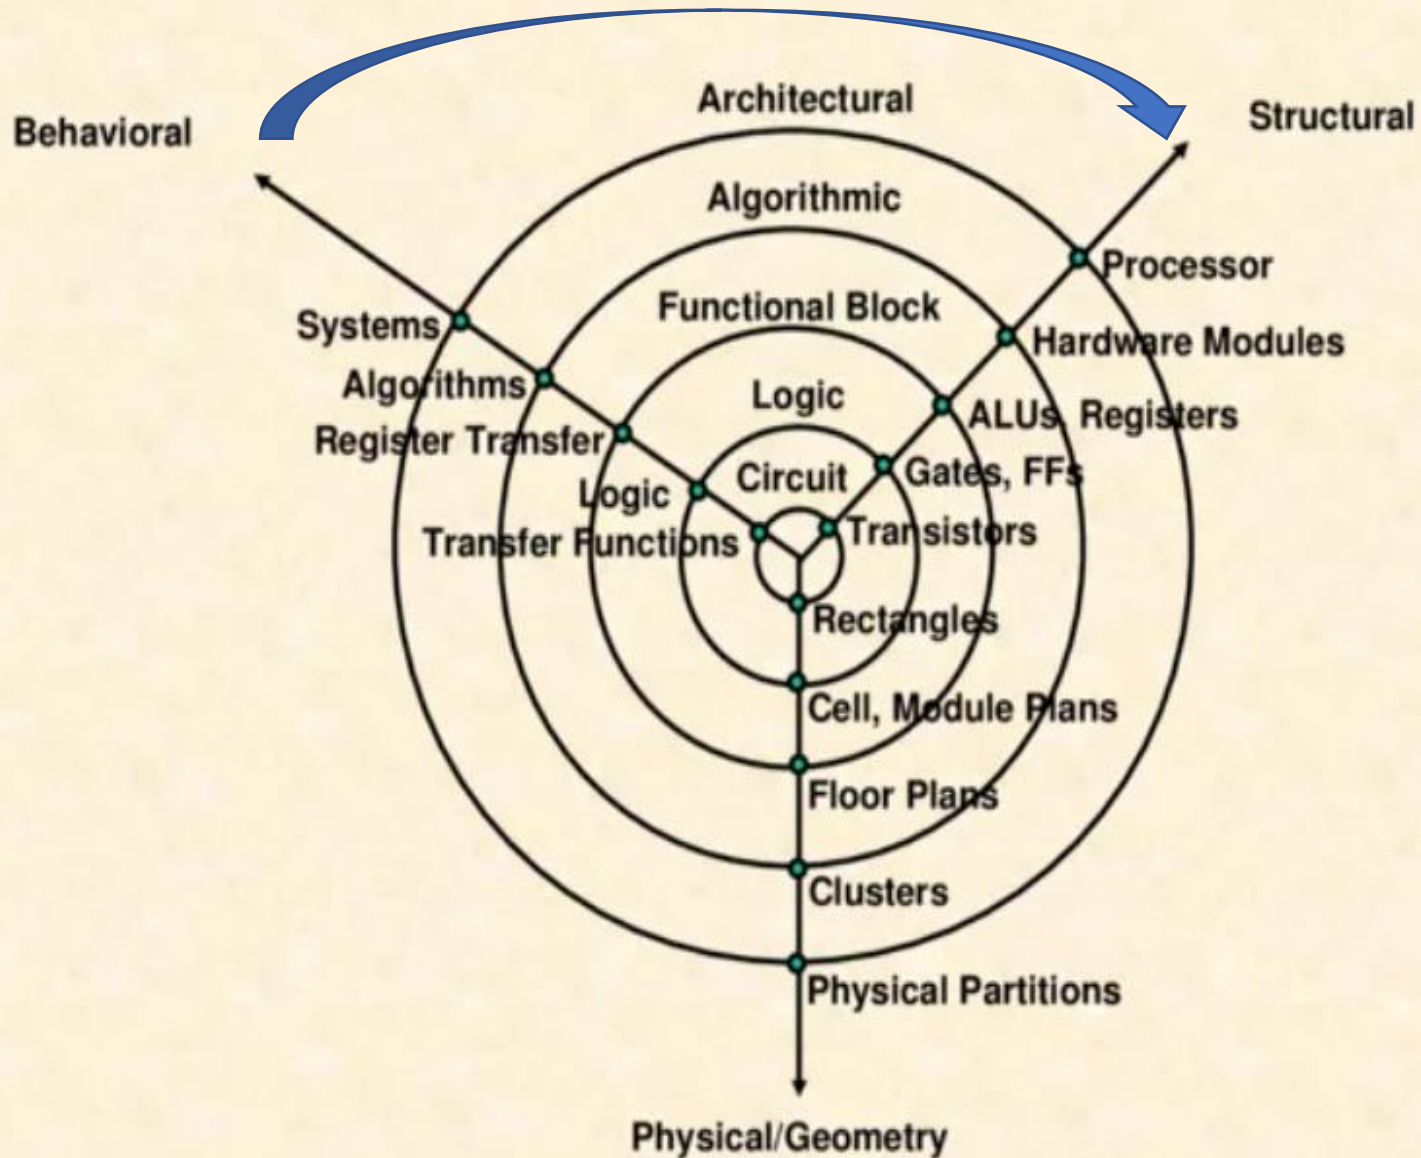 Architectural
Behavioral
Structural
Algorithmic
Processor
Functional Block
Systems
Hardware Modules
Algorithms
Logic
ALUs, Registers
Register Transfer
Circuit
Gates, FFs
Logic
Transistors
Transfer Functions
Rectangles
Cell, Module Plans
Floor Plans
Clusters
Physical Partitions
Physical/Geometry